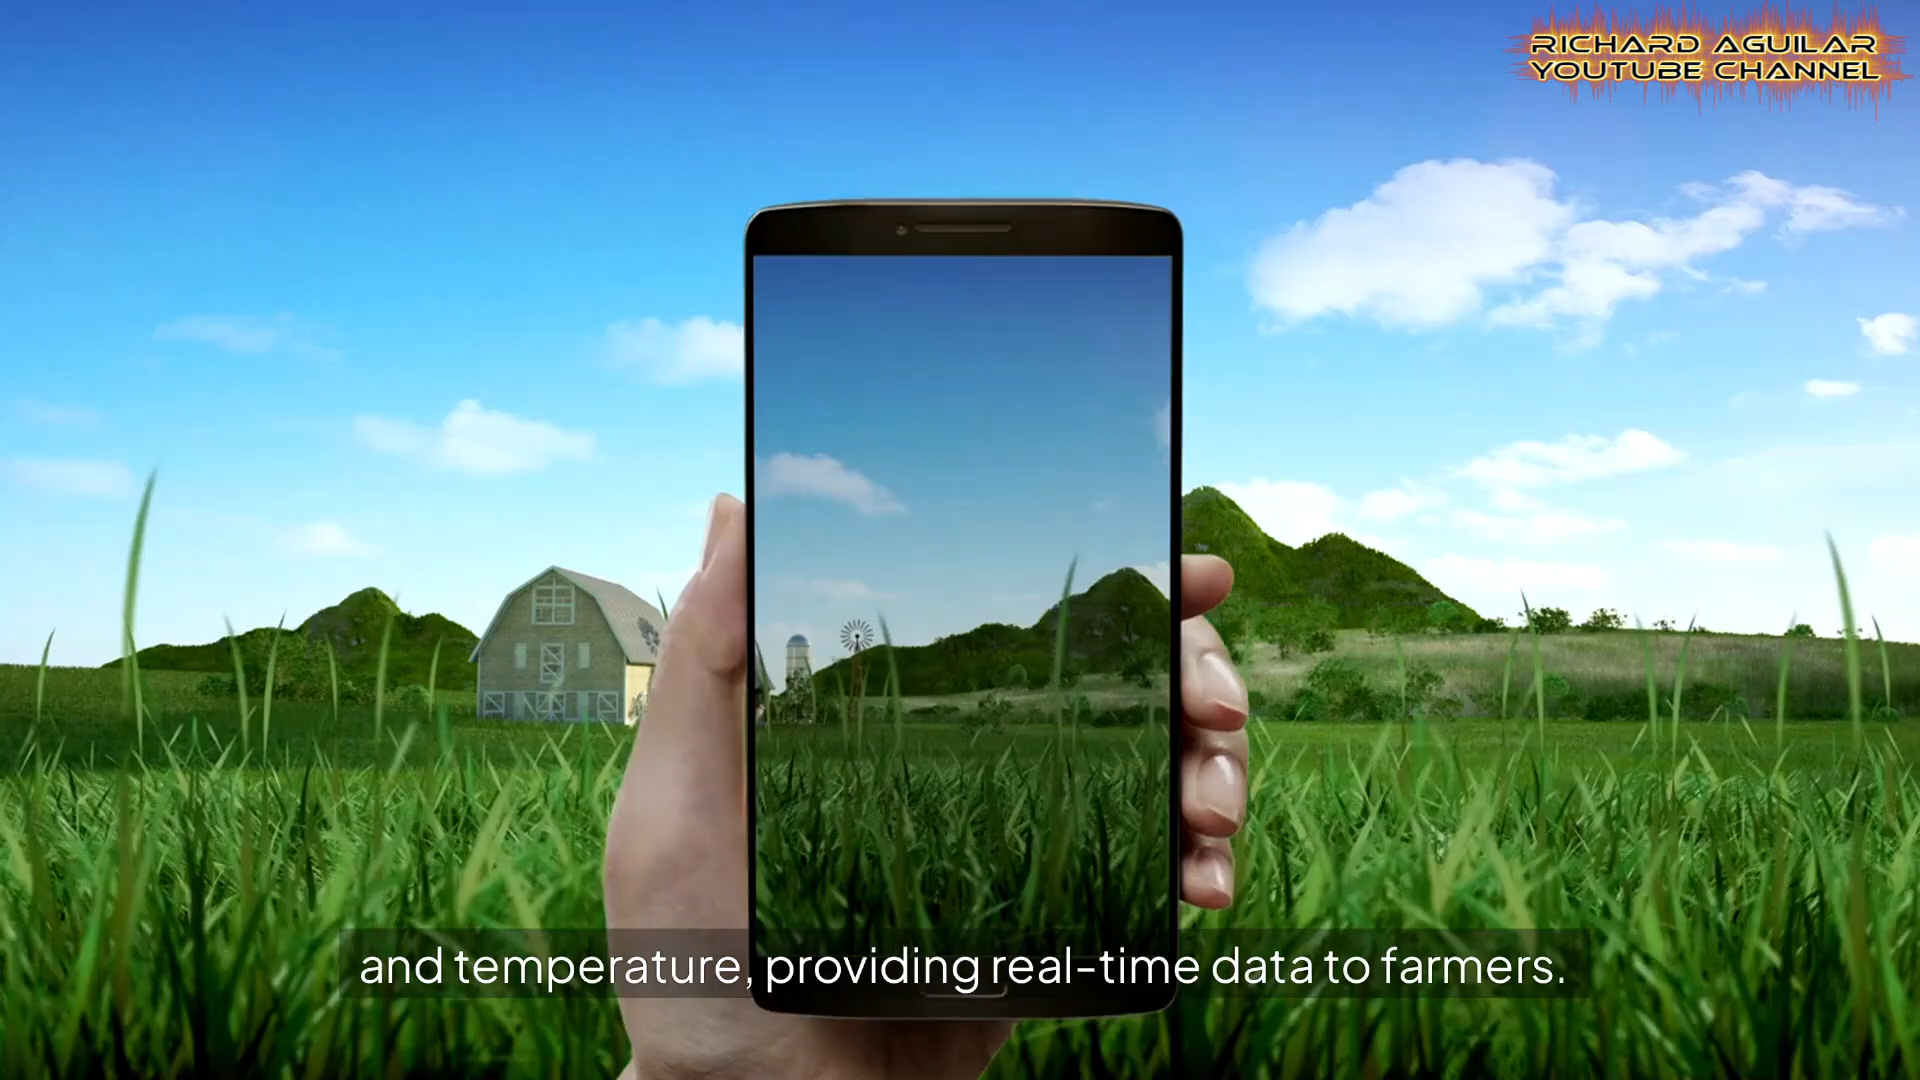 RICHARD AGUILAR
YOUTUBE CHANNEL
and temperature, providing real-time data to farmers.